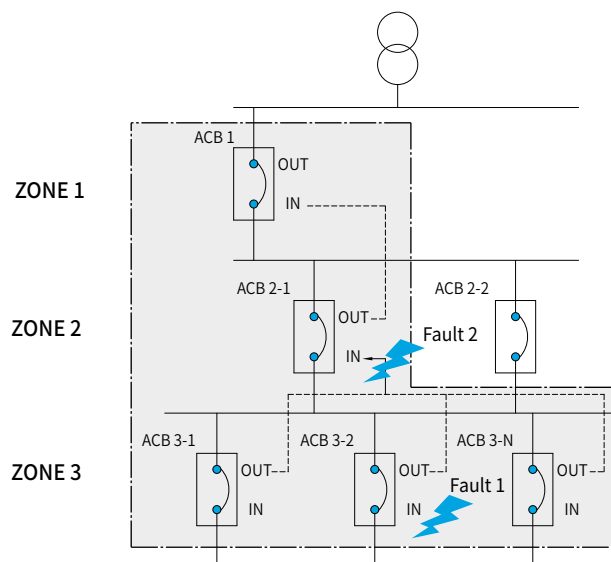 ACB 1
OUT
ZONE 1
IN
ACB 2-1
ACB 2-2
OUT
ZONE 2
Fault 2
IN
ACB 3-1
ACB 3-2
ACB 3-N
ZONE 3
OUT
OUT
OUT
Fault 1
IN
IN
IN